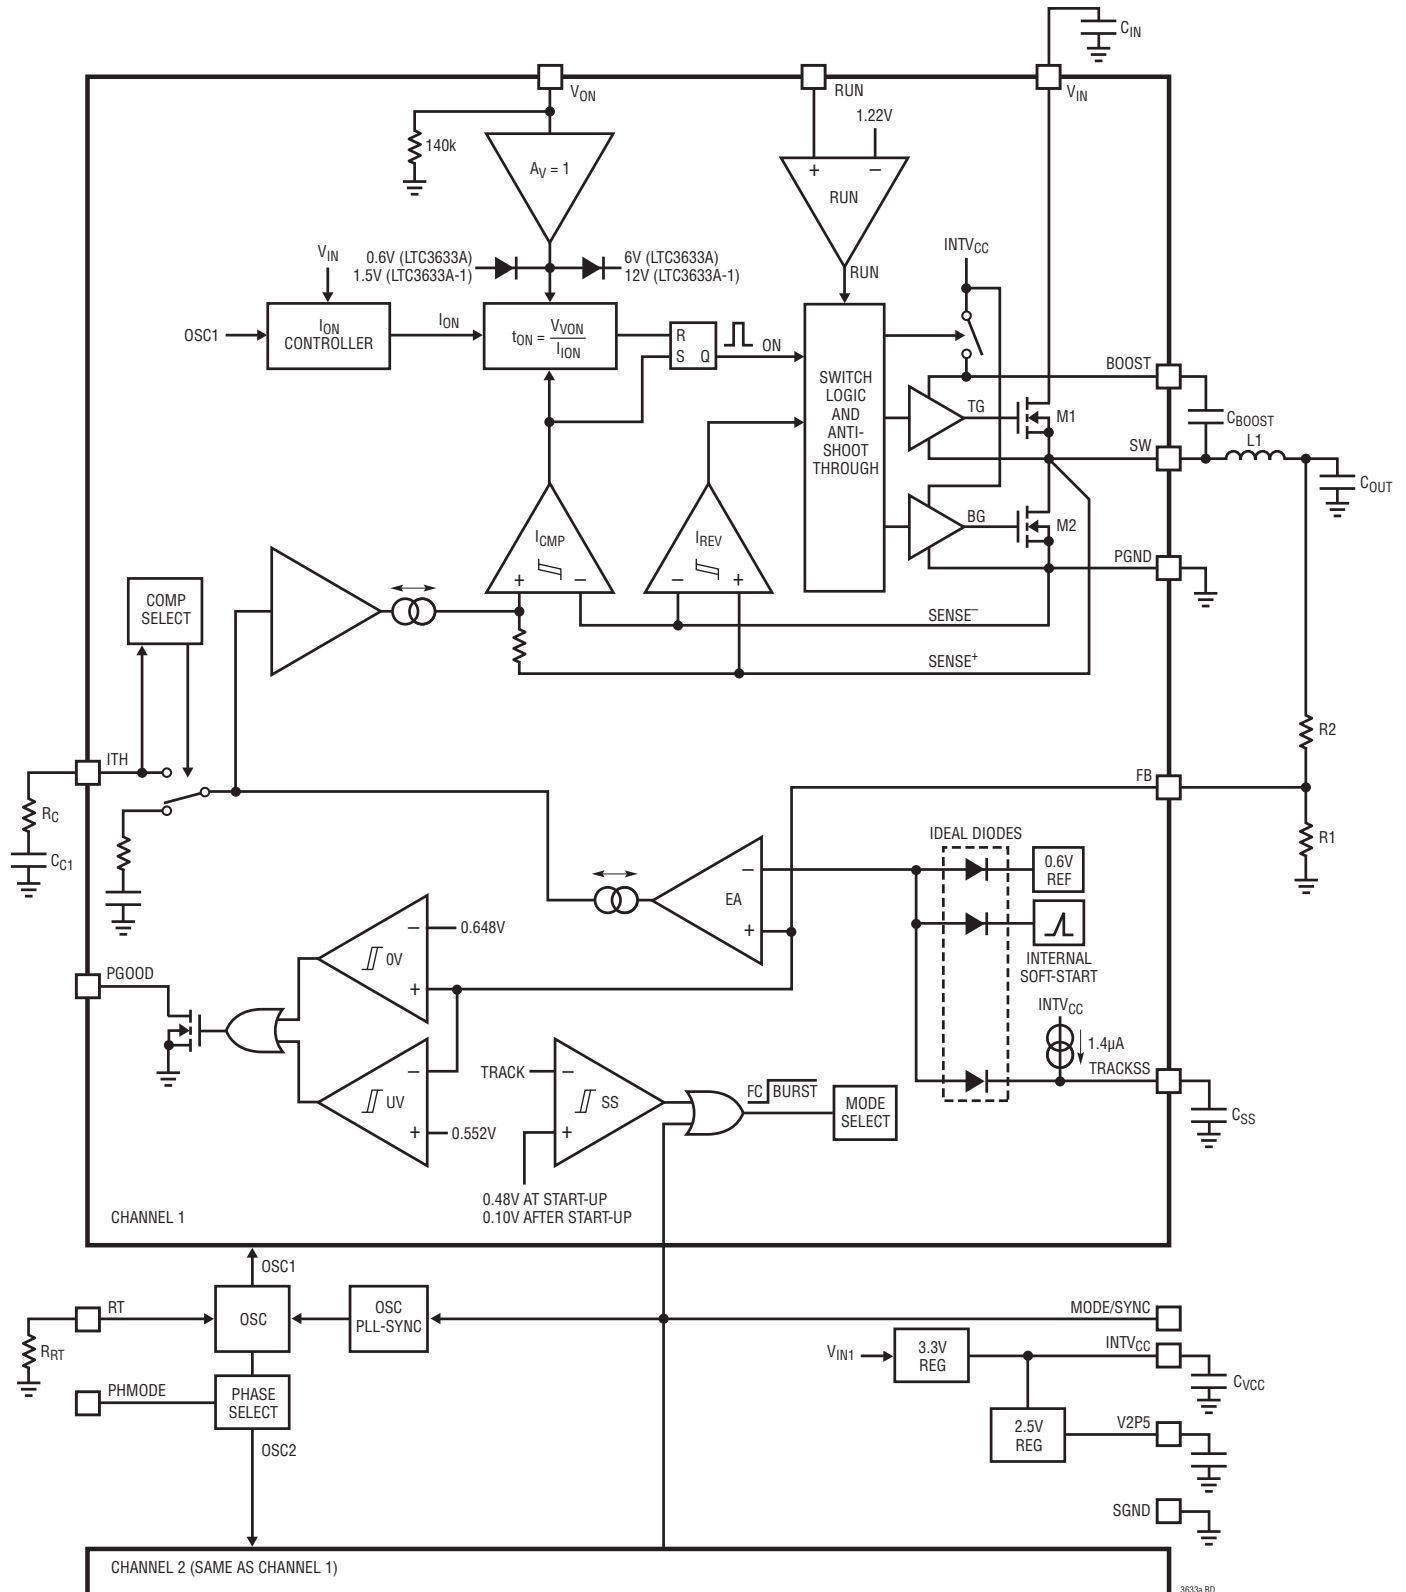 CIN
VON
RUN
VIN
1.22V
140k
AV = 1
+ –
RUN
VIN
0.6V (LTC3633A)
1.5V (LTC3633A-1)
6V (LTC3633A)
12V (LTC3633A-1)
INTVCC
RUN
OSC1
ION
CONTROLLER
ION
tON = VVON
IION
R
S Q
ON
BOOST
SWITCH
LOGIC
AND
ANTI-
SHOOT
THROUGH
TG
M1
CBOOST
SW
L1
COUT
BG
M2
PGND
ICMP
+ –
IREV
– +
COMP
SELECT
SENSE–
SENSE+
R2
ITH
FB
RC
CC1
R1
IDEAL DIODES
0.6V
REF
–
EA
+
–
0.648V
0V
+
INTERNAL
SOFT-START
PGOOD
INTVCC
1.4µA
TRACKSS
–
UV
+
0.552V
TRACK
–
SS
+
FC BURST
MODE
SELECT
CSS
0.48V AT START-UP
0.10V AFTER START-UP
CHANNEL 1
OSC1
RT
OSC
OSC
PLL-SYNC
MODE/SYNC
RRT
VIN1
3.3V
REG
INTVCC
CVCC
PHMODE
PHASE
SELECT
2.5V
REG
V2P5
OSC2
SGND
CHANNEL 2 (SAME AS CHANNEL 1)
3633a BD